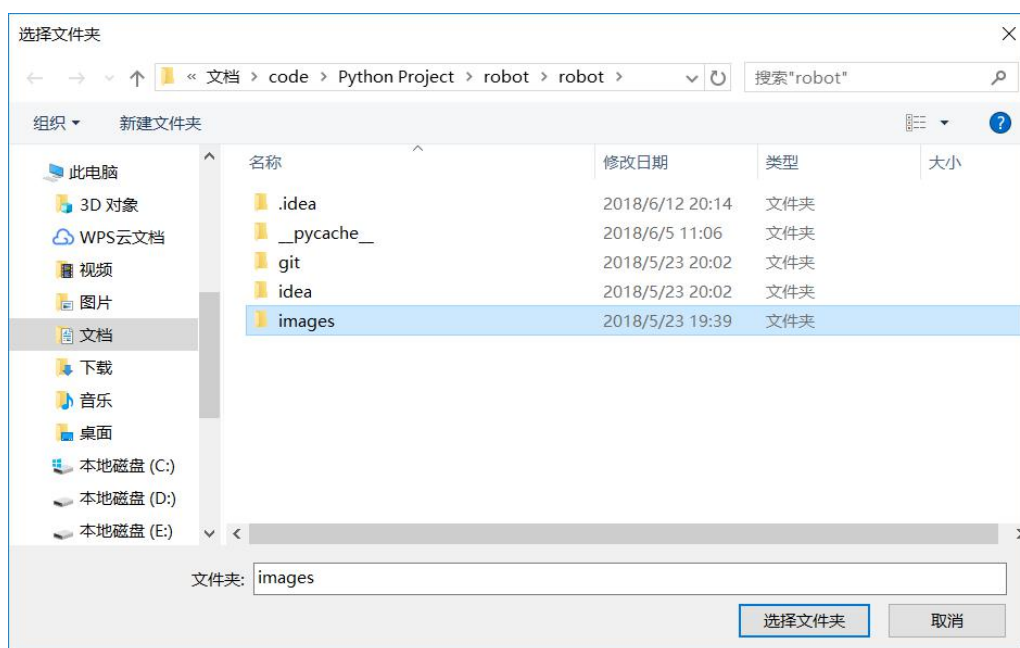 选择文件夹
« 文档 > code > Python Project > robot > robot > 搜索"robot"
组织 新建文件夹 ?
名称 修改日期 类型 大小
此电脑
3D 对象
WPS云文档
视频
图片
文档
下载
音乐
桌面
本地磁盘 (C:)
本地磁盘 (D:)
本地磁盘 (E:)
.idea 2018/6/12 20:14 文件夹
__pycache__ 2018/6/5 11:06 文件夹
git 2018/5/23 20:02 文件夹
idea 2018/5/23 20:02 文件夹
images 2018/5/23 19:39 文件夹
文件夹: images
选择文件夹 取消